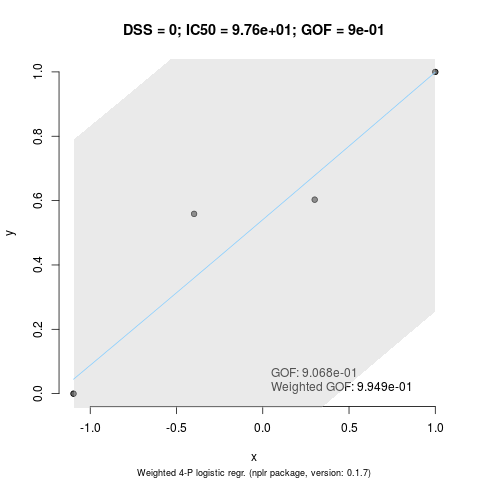 DSS = 0; IC50 = 9.76e+01; GOF = 9e-01
1.0
0.8
0.6
0.4
0.2
0.0
y
GOF: 9.068e-01
Weighted GOF: 9.949e-01
-1.0 -0.5 0.0 0.5 1.0
x
Weighted 4-P logistic regr. (nplr package, version: 0.1.7)